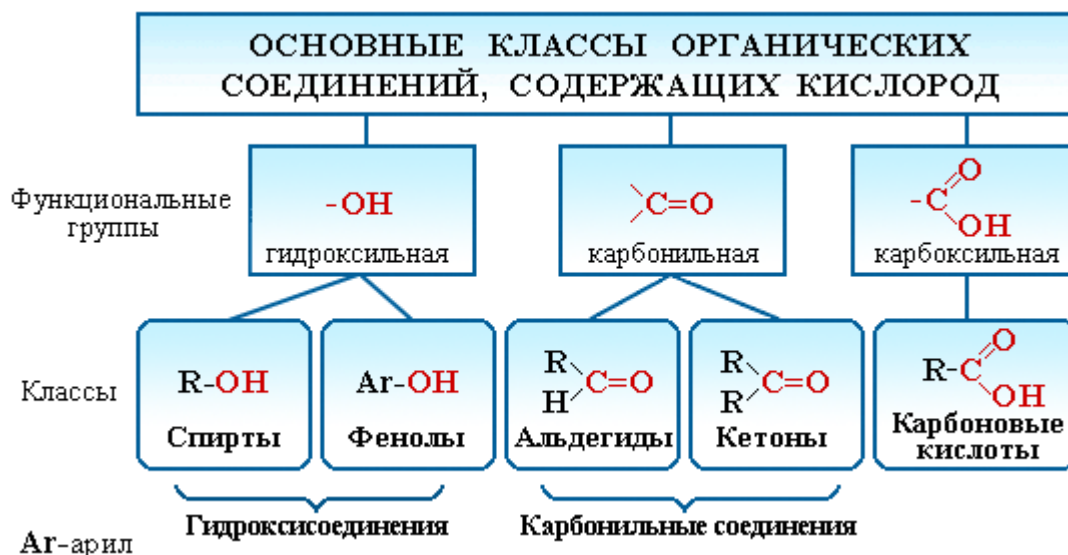 ОСНОВНЫЕ КЛАССЫ ОРГАНИЧЕСКИХ
СОЕДИНЕНИЙ, СОДЕРЖАЩИХ КИСЛОРОД
Функциональные
группы
-OH
гидроксильная
C=O
карбонильная
-C
O
OH
карбоксильная
Классы
R-OH
Спирты
Ar-OH
Фенолы
R
H
C=O
Альдегиды
R
R
C=O
Кетоны
R-C
O
OH
Карбоновые
кислоты
Гидроксисоединения
Карбонильные соединения
Ar-арил